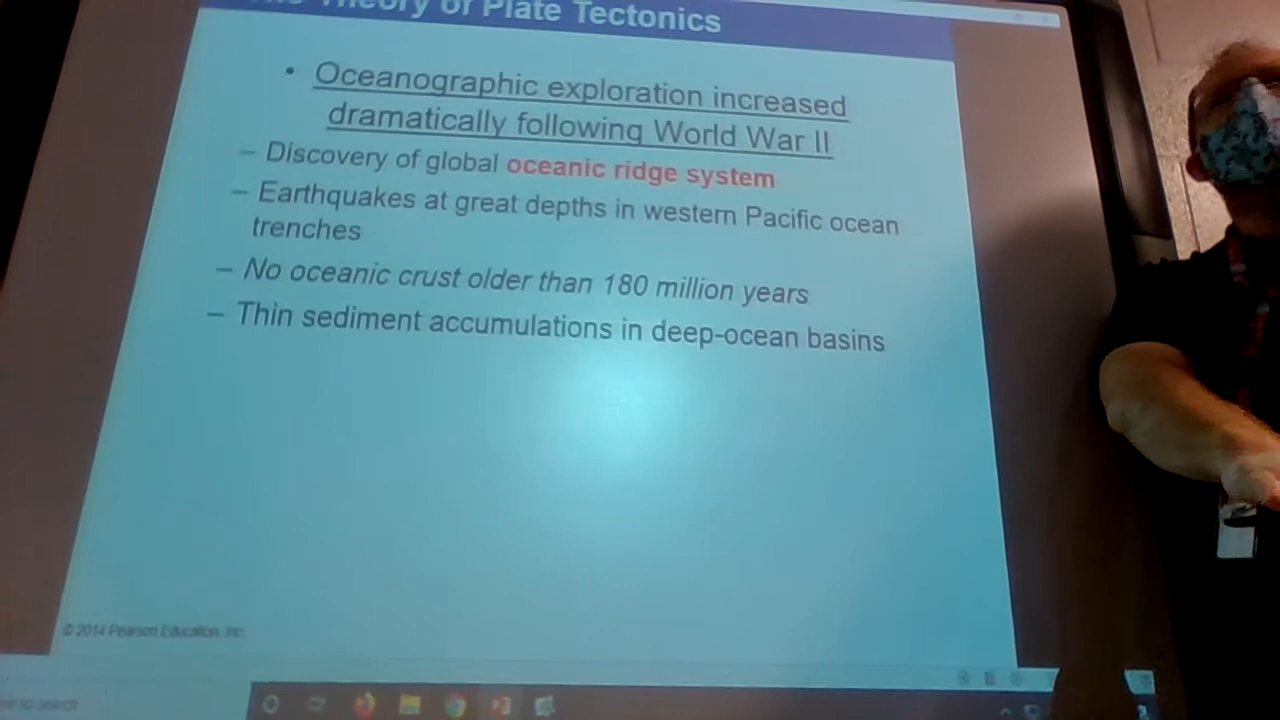 Theory of Plate Tectonics
• Oceanographic exploration increased
dramatically following World War II
– Discovery of global oceanic ridge system
– Earthquakes at great depths in western Pacific ocean
trenches
– No oceanic crust older than 180 million years
– Thin sediment accumulations in deep-ocean basins
© 2014 Pearson Education, Inc.
to search